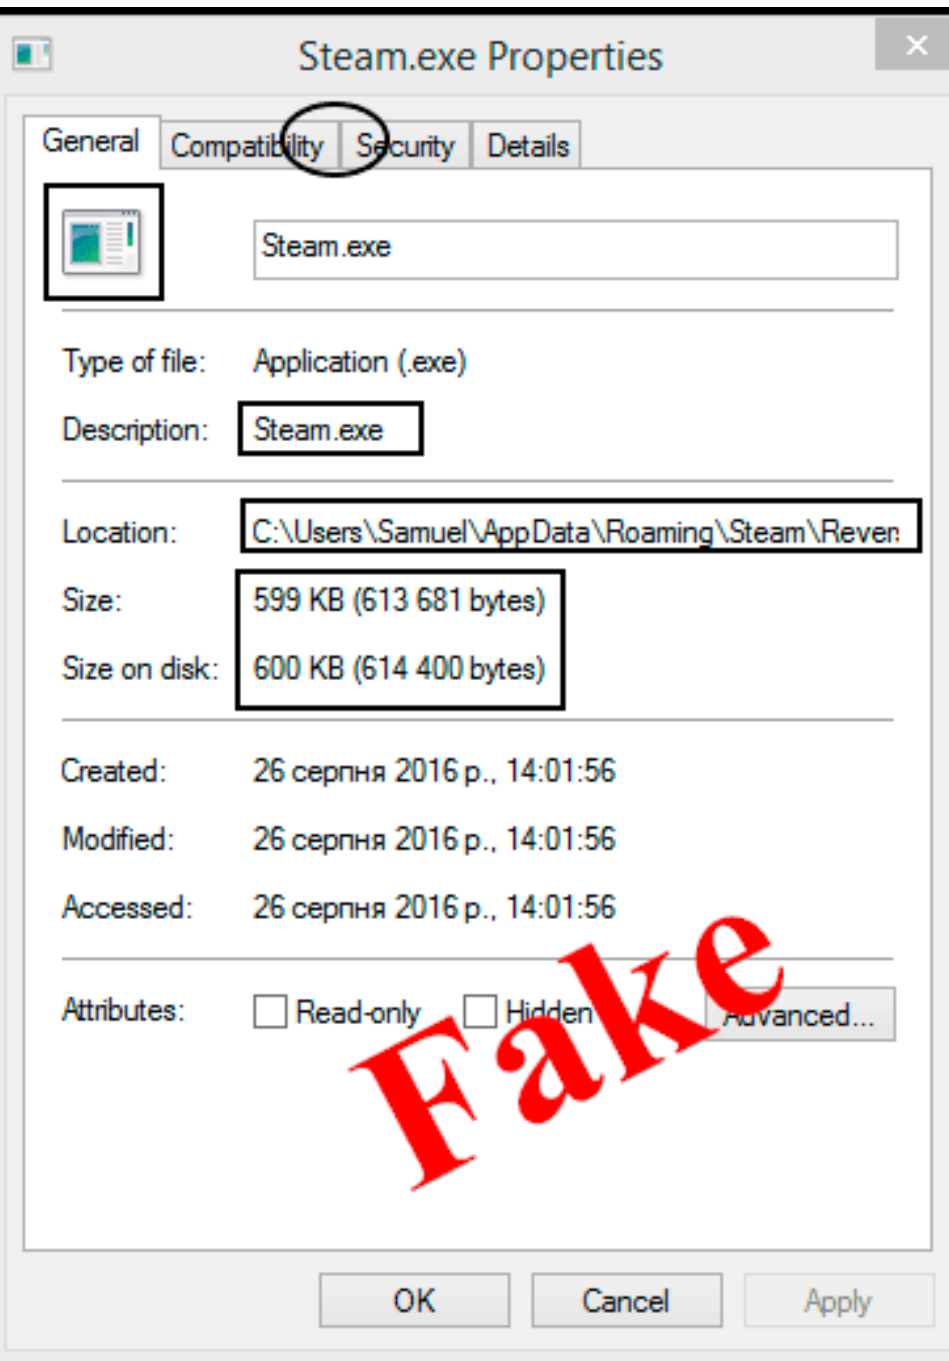 Steam.exe Properties
General Compatibility Security Details
Steam.exe
Type of file: Application (.exe)
Description: Steam.exe
Location: C:\Users\Samuel\AppData\Roaming\Steam\Rever
Size: 599 KB (613 681 bytes)
Size on disk: 600 KB (614 400 bytes)
Created: 26 серпня 2016 р., 14:01:56
Modified: 26 серпня 2016 р., 14:01:56
Accessed: 26 серпня 2016 р., 14:01:56
Attributes: Read-only Hidden Advanced...
Fake
OK Cancel Apply